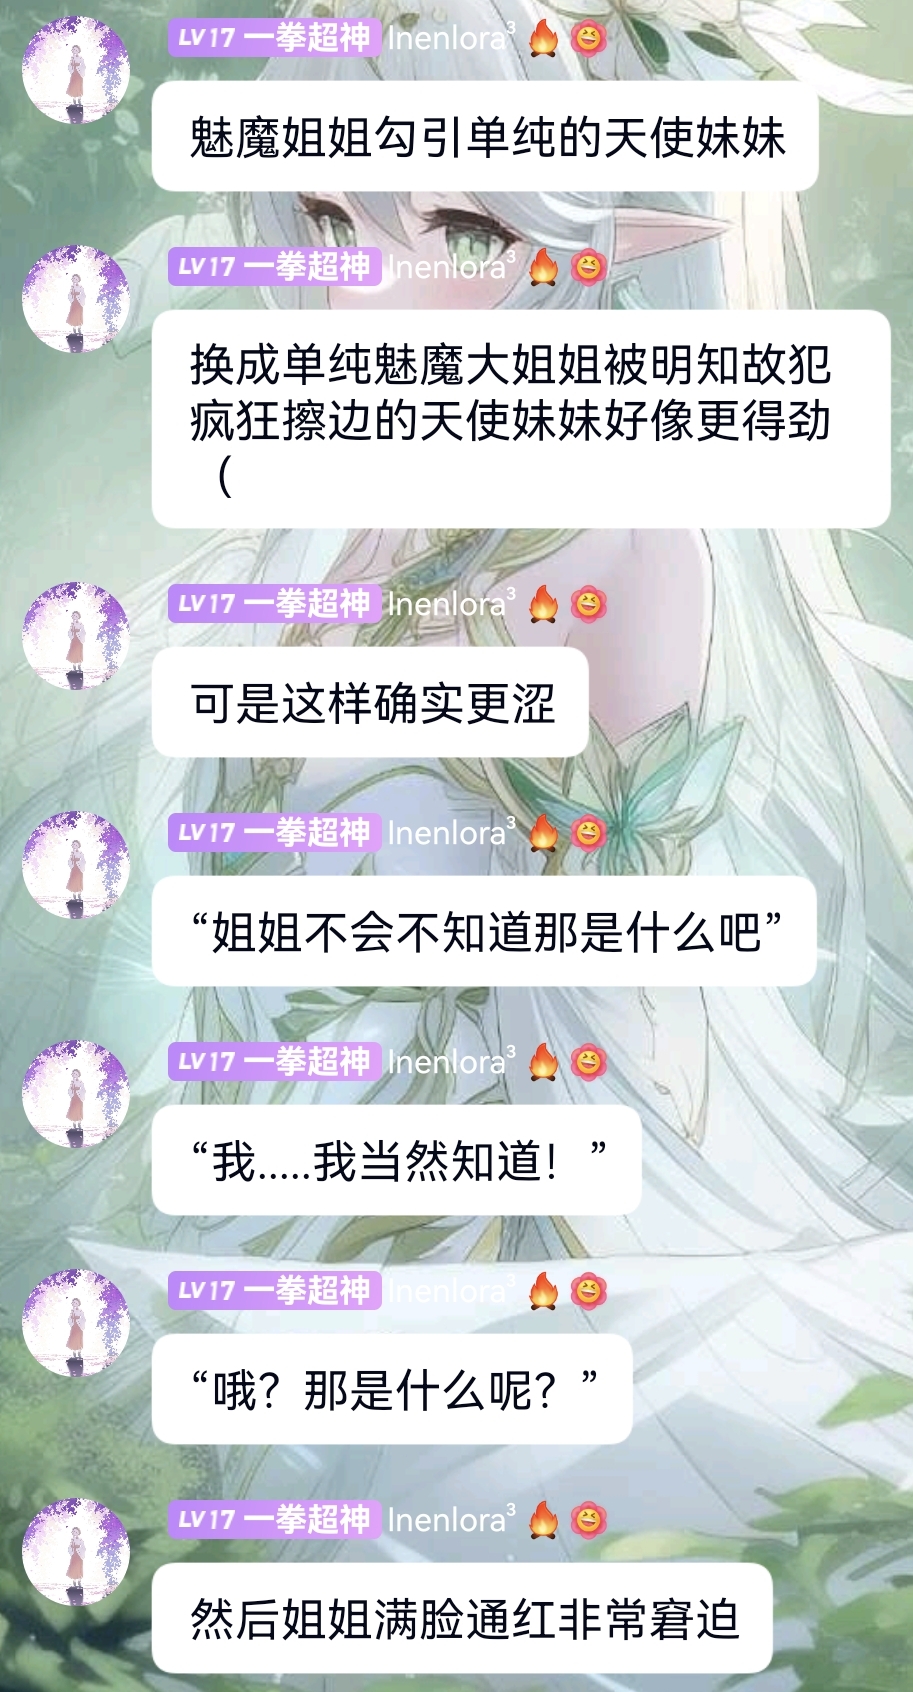 LV17 一拳超神 Inenlora³ 🔥
魅魔姐姐勾引单纯的天使妹妹
LV17 一拳超神 Inenlora³ 🔥
换成单纯魅魔大姐姐被明知故犯
疯狂擦边的天使妹妹好像更得劲
（
LV17 一拳超神 Inenlora³ 🔥
可是这样确实更涩
LV17 一拳超神 Inenlora³ 🔥
“姐姐不会不知道那是什么吧”
LV17 一拳超神 Inenlora³ 🔥
“我.....我当然知道！”
LV17 一拳超神 Inenlora³ 🔥
“哦？那是什么呢？”
LV17 一拳超神 Inenlora³ 🔥
然后姐姐满脸通红非常窘迫